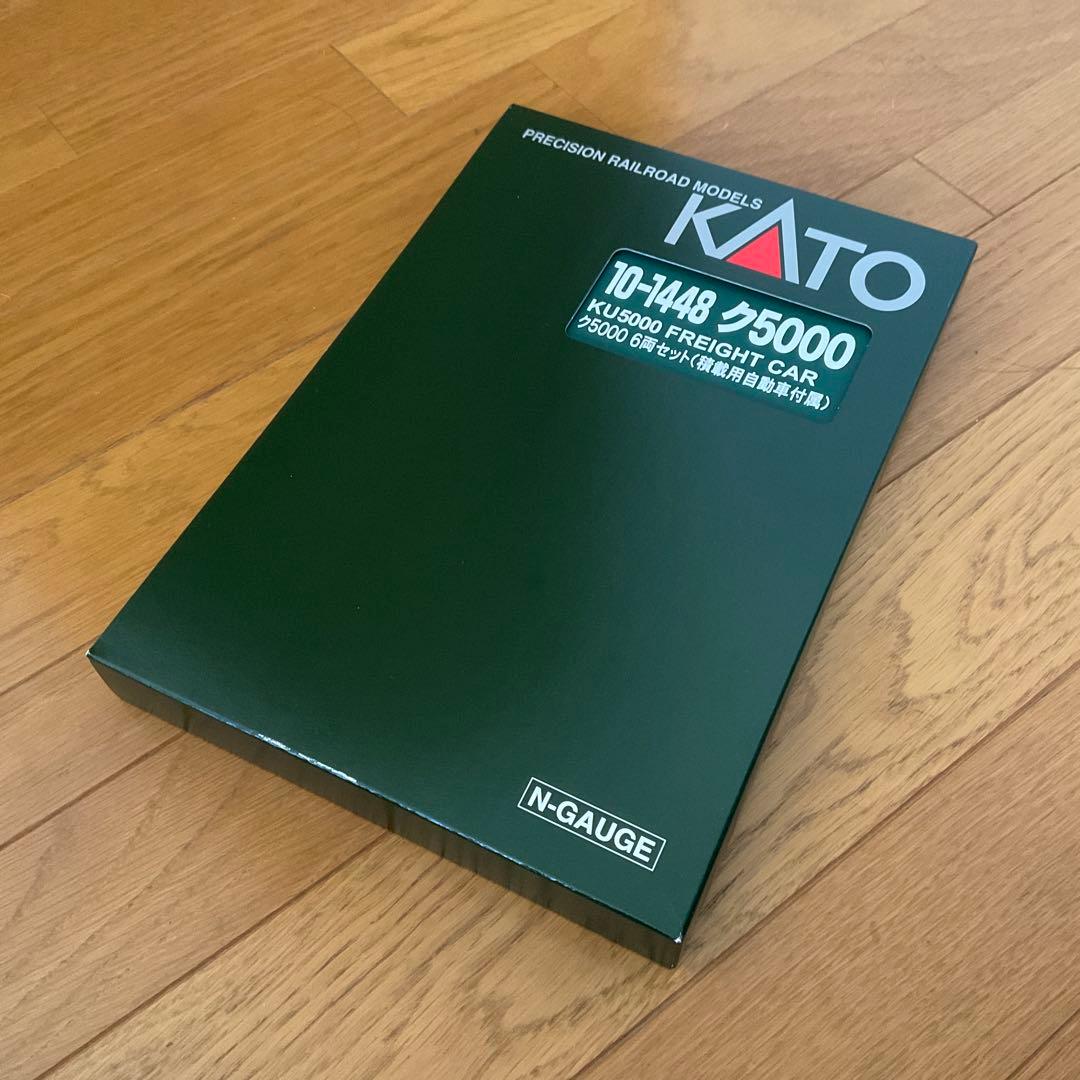 PRECISION RAILROAD MODELS
KATO
10-1448 ク5000
KU5000 FREIGHT CAR
ク5000 6両セット(積載用自動車付属)
N-GAUGE